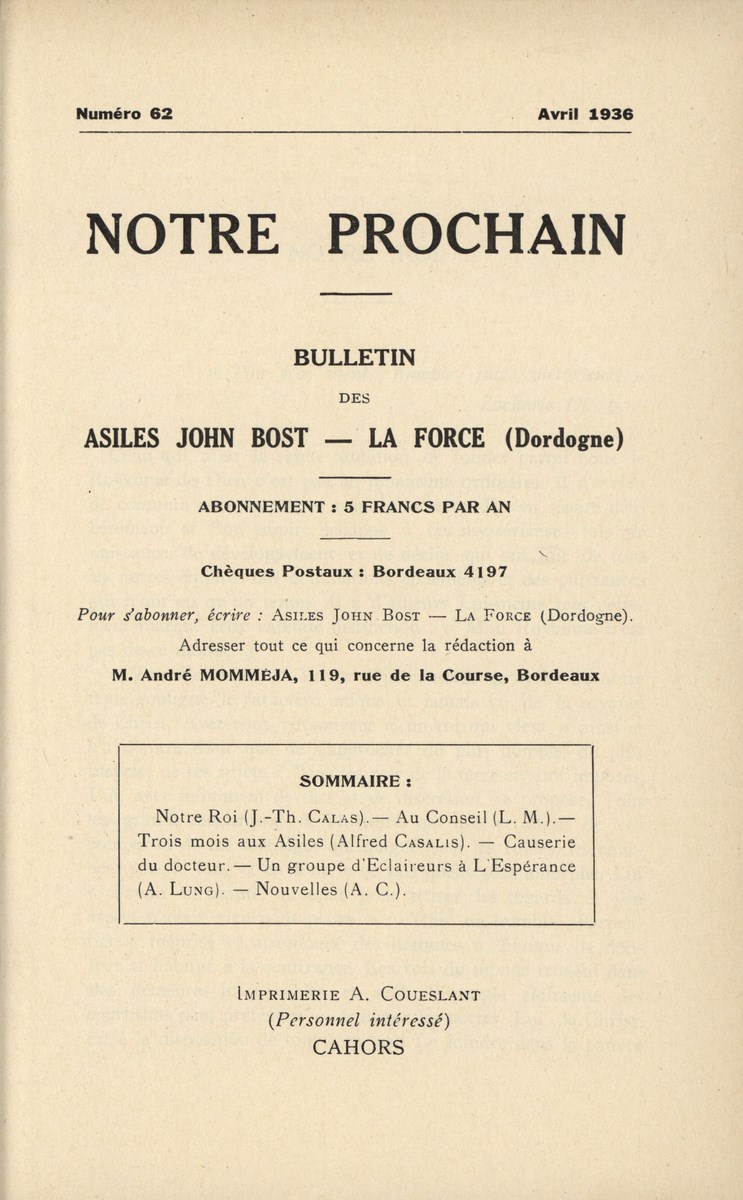 Numéro 62 Avril 1936
NOTRE PROCHAIN
BULLETIN
DES
ASILES JOHN BOST — LA FORCE (Dordogne)
ABONNEMENT : 5 FRANCS PAR AN
Chèques Postaux : Bordeaux 4197
Pour s'abonner, écrire : ASILES JOHN BOST — LA FORCE (Dordogne).
Adresser tout ce qui concerne la rédaction à
M. André MOMMÉJA, 119, rue de la Course, Bordeaux
SOMMAIRE :
Notre Roi (J.-Th. CALAS). — Au Conseil (L. M.). —
Trois mois aux Asiles (Alfred CASALIS). — Causerie
du docteur. — Un groupe d'Eclaireurs à L'Espérance
(A. LUNG). — Nouvelles (A. C.).
IMPRIMERIE A. COUESLANT
(Personnel intéressé)
CAHORS